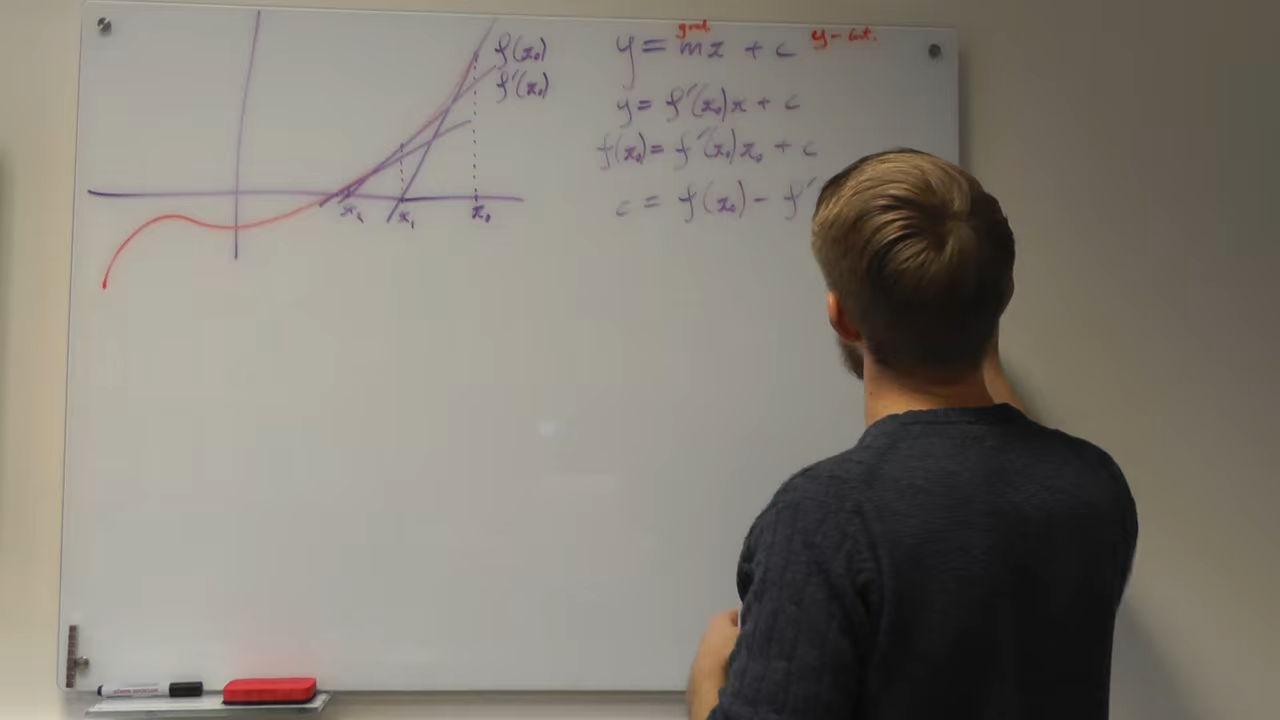 f(x₀)
f'(x₀)
x₂ x₁ x₀
grad. y-int.
y = mx + c
y = f'(x₀)x + c
f(x₀) = f'(x₀)x₀ + c
c = f(x₀) - f'